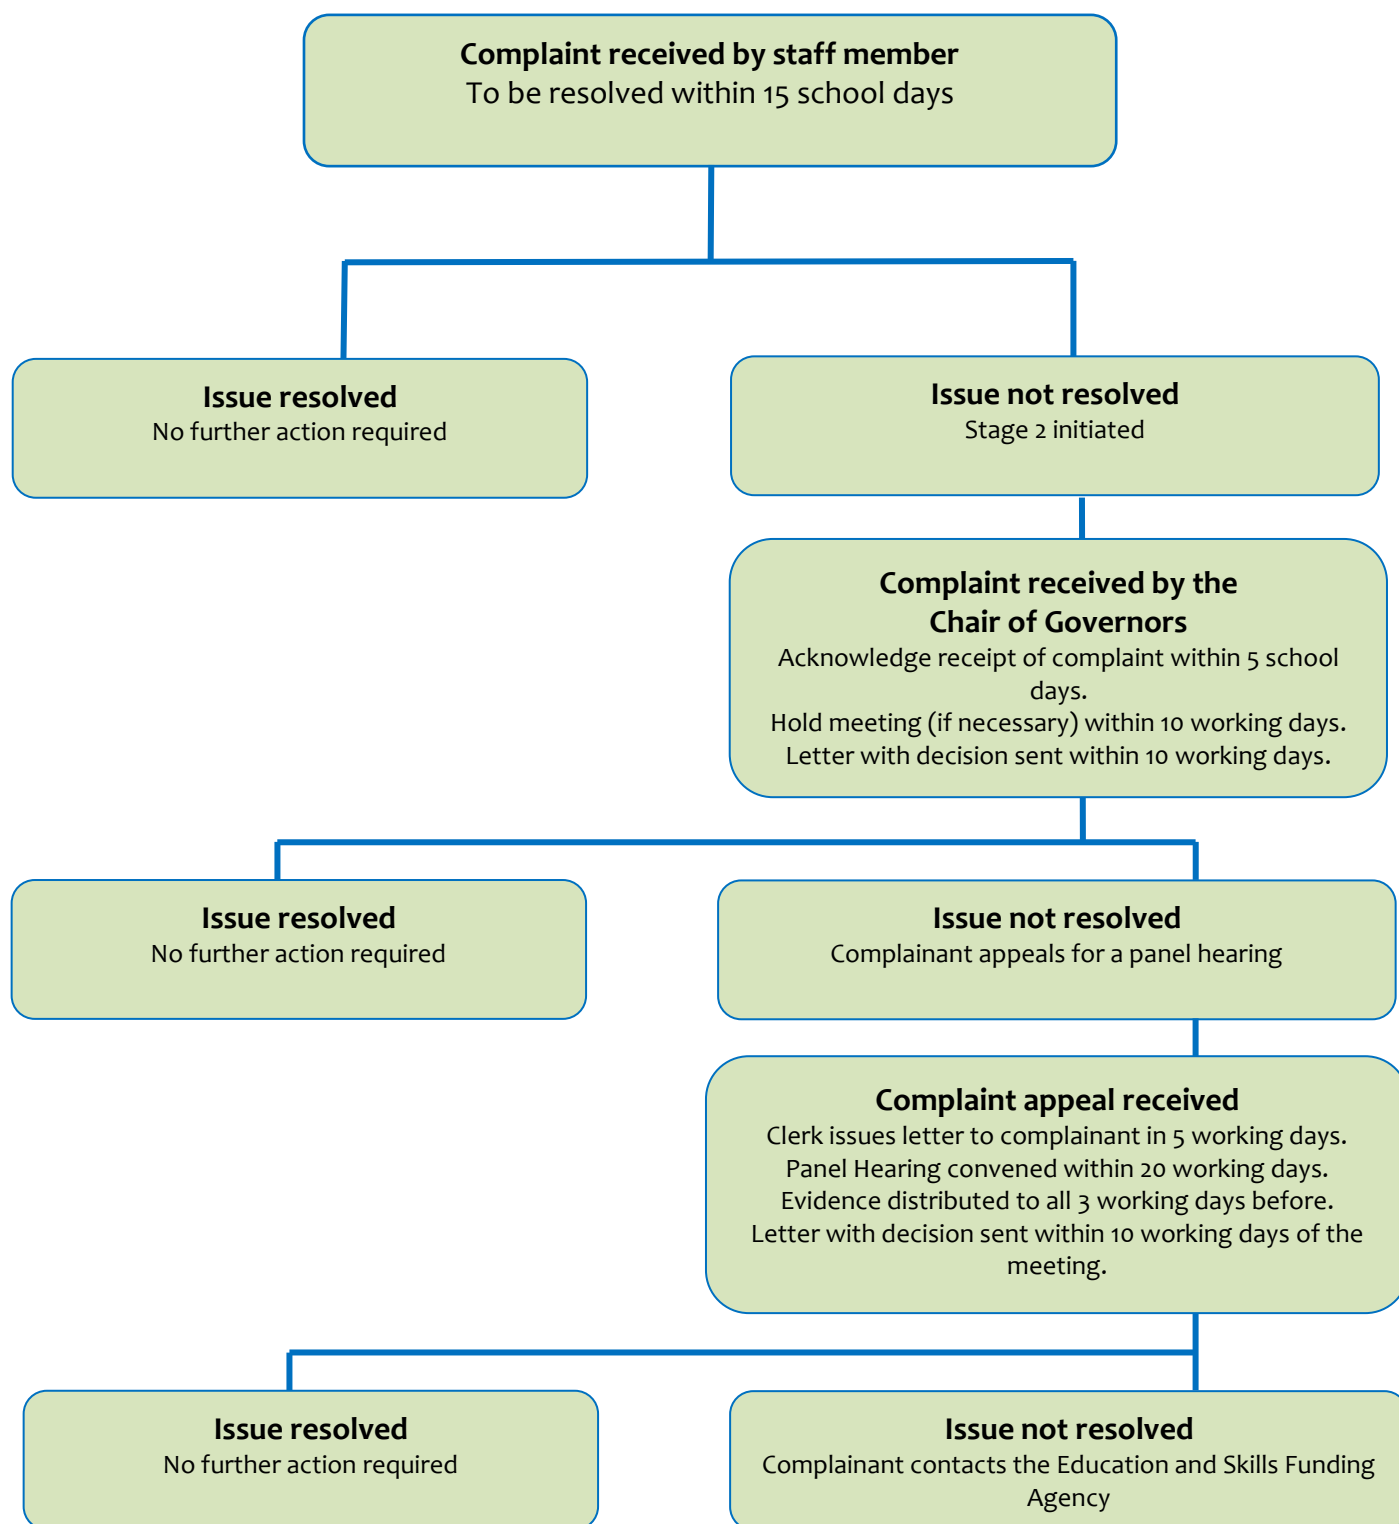 Complaint received by staff member
To be resolved within 15 school days
Issue resolved
No further action required
Issue not resolved
Stage 2 initiated
Complaint received by the
Chair of Governors
Acknowledge receipt of complaint within 5 school
days.
Hold meeting (if necessary) within 10 working days.
Letter with decision sent within 10 working days.
Issue resolved
No further action required
Issue not resolved
Complainant appeals for a panel hearing
Complaint appeal received
Clerk issues letter to complainant in 5 working days.
Panel Hearing convened within 20 working days.
Evidence distributed to all 3 working days before.
Letter with decision sent within 10 working days of the
meeting.
Issue resolved
No further action required
Issue not resolved
Complainant contacts the Education and Skills Funding
Agency